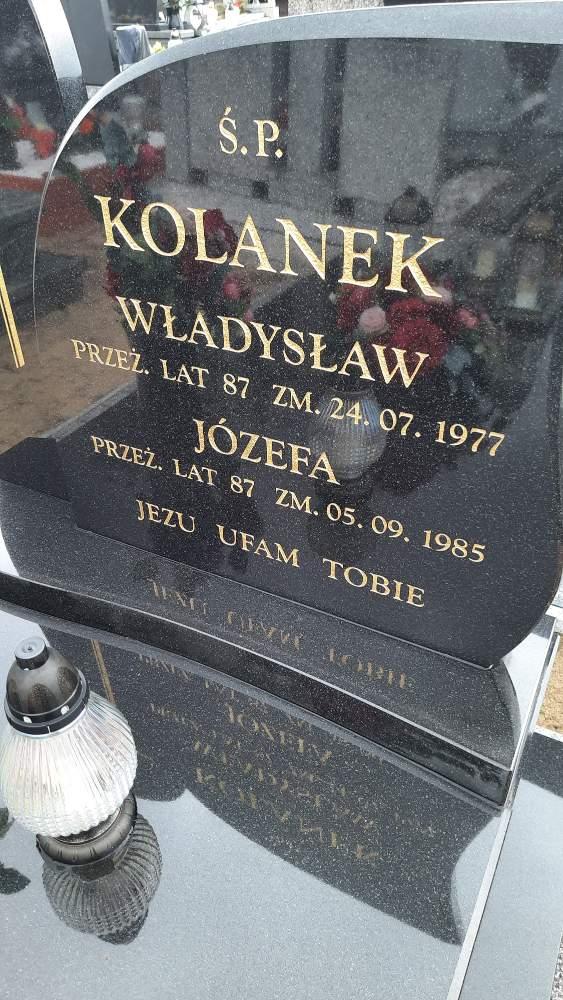 Ś.P.
KOLANEK
WŁADYSŁAW
PRZEŻ. LAT 87 ZM. 24. 07. 1977
JÓZEFA
PRZEŻ. LAT 87 ZM. 05. 09. 1985
JEZU UFAM TOBIE